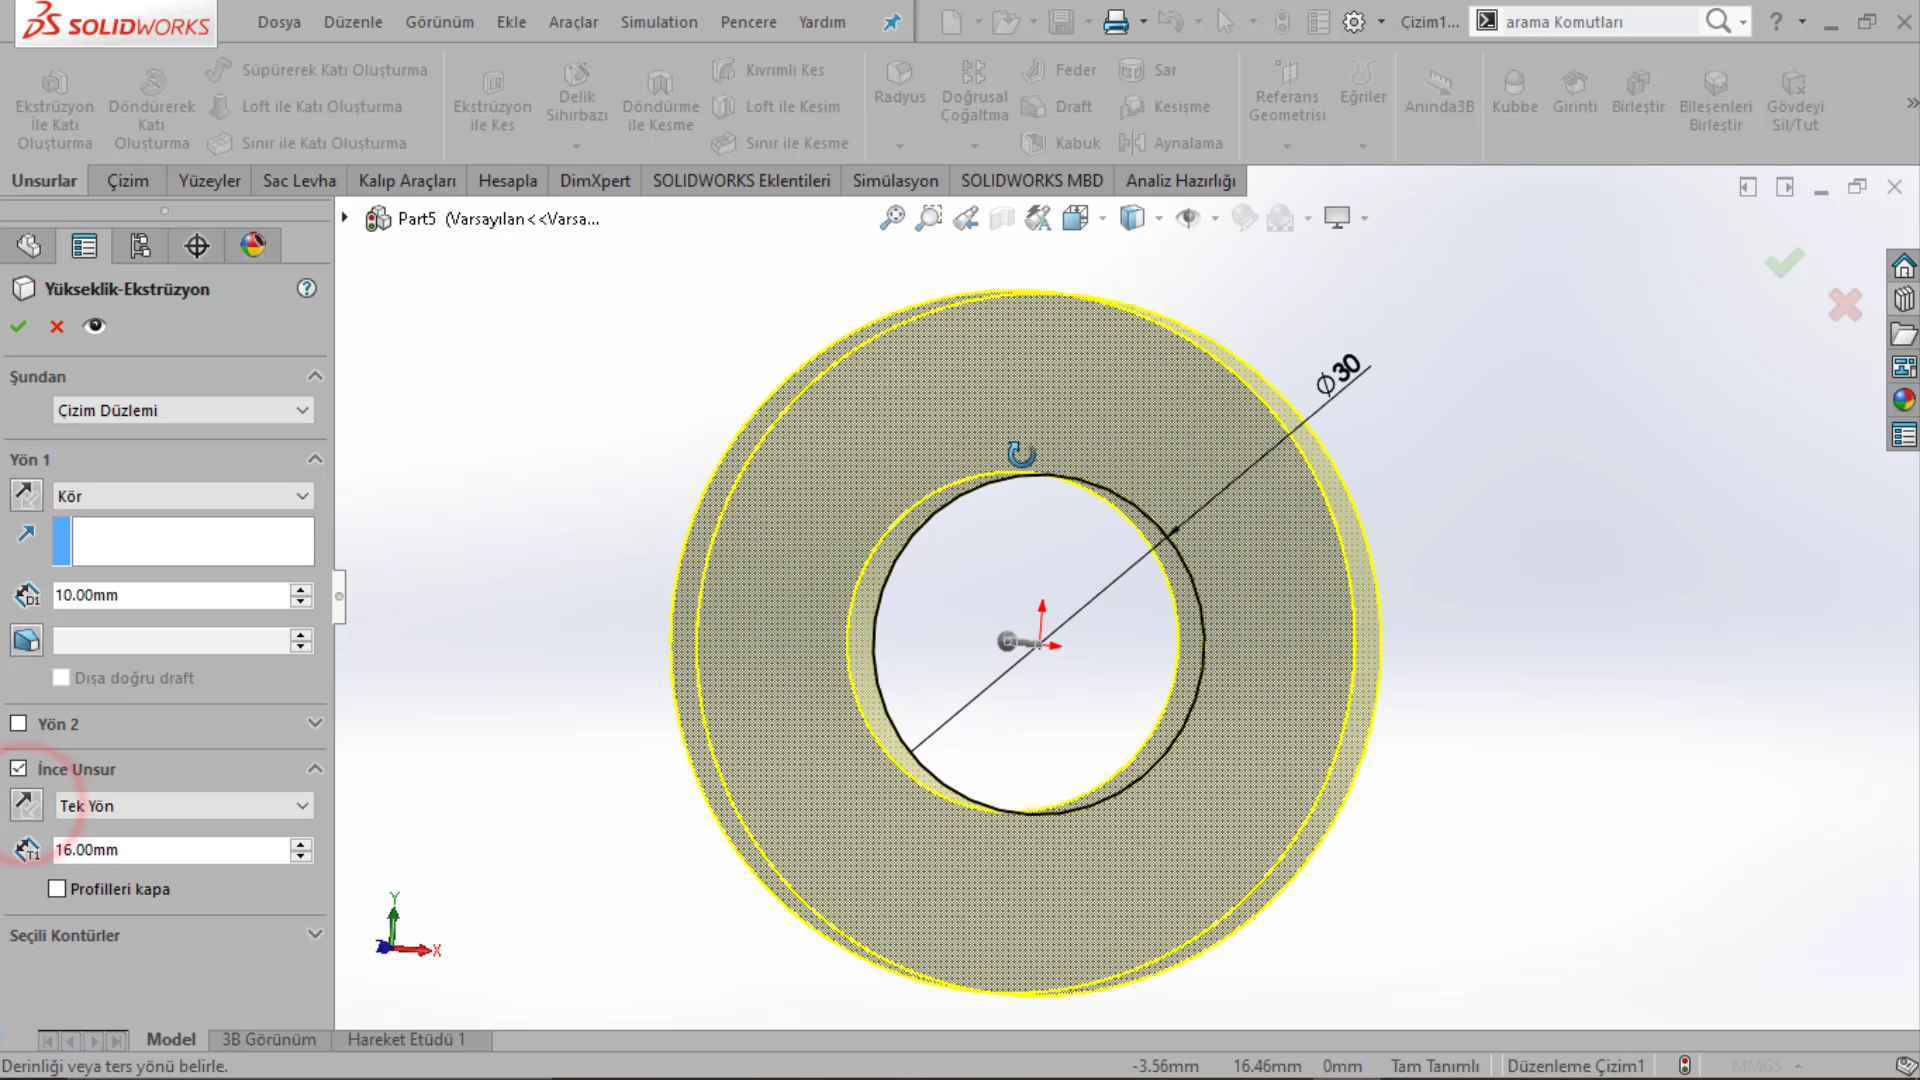 SOLIDWORKS
Dosya Düzenle Görünüm Ekle Araçlar Simulation Pencere Yardım
Çizim1... arama Komutları ?
Ekstrüzyon İle Katı Oluşturma
Döndürerek Katı Oluşturma
Süpürerek Katı Oluşturma
Loft ile Katı Oluşturma
Sınır ile Katı Oluşturma
Ekstrüzyon ile Kes
Delik Sihirbazı
Döndürme ile Kesme
Kıvrımlı Kes
Loft ile Kesim
Sınır ile Kesme
Radyus
Doğrusal Çoğaltma
Feder
Draft
Kabuk
Sar
Kesişme
Aynalama
Referans Geometrisi
Eğriler
Anında3B
Kubbe
Girinti
Birleştir
Bileşenleri Birleştir
Gövdeyi Sil/Tut
Unsurlar Çizim Yüzeyler Sac Levha Kalıp Araçları Hesapla DimXpert SOLIDWORKS Eklentileri Simülasyon SOLIDWORKS MBD Analiz Hazırlığı
Part5 (Varsayılan<<Varsa...
Yükseklik-Ekstrüzyon
Şundan
Çizim Düzlemi
Yön 1
Kör
D1 10.00mm
Dışa doğru draft
Yön 2
İnce Unsur
Tek Yön
T1 16.00mm
Profilleri kapa
Seçili Kontürler
∅30
Y
X
Z
Model 3B Görünüm Hareket Etüdü 1
Derinliği veya ters yönü belirle. -3.56mm 16.46mm 0mm Tam Tanımlı Düzenleme Çizim1 MMGS